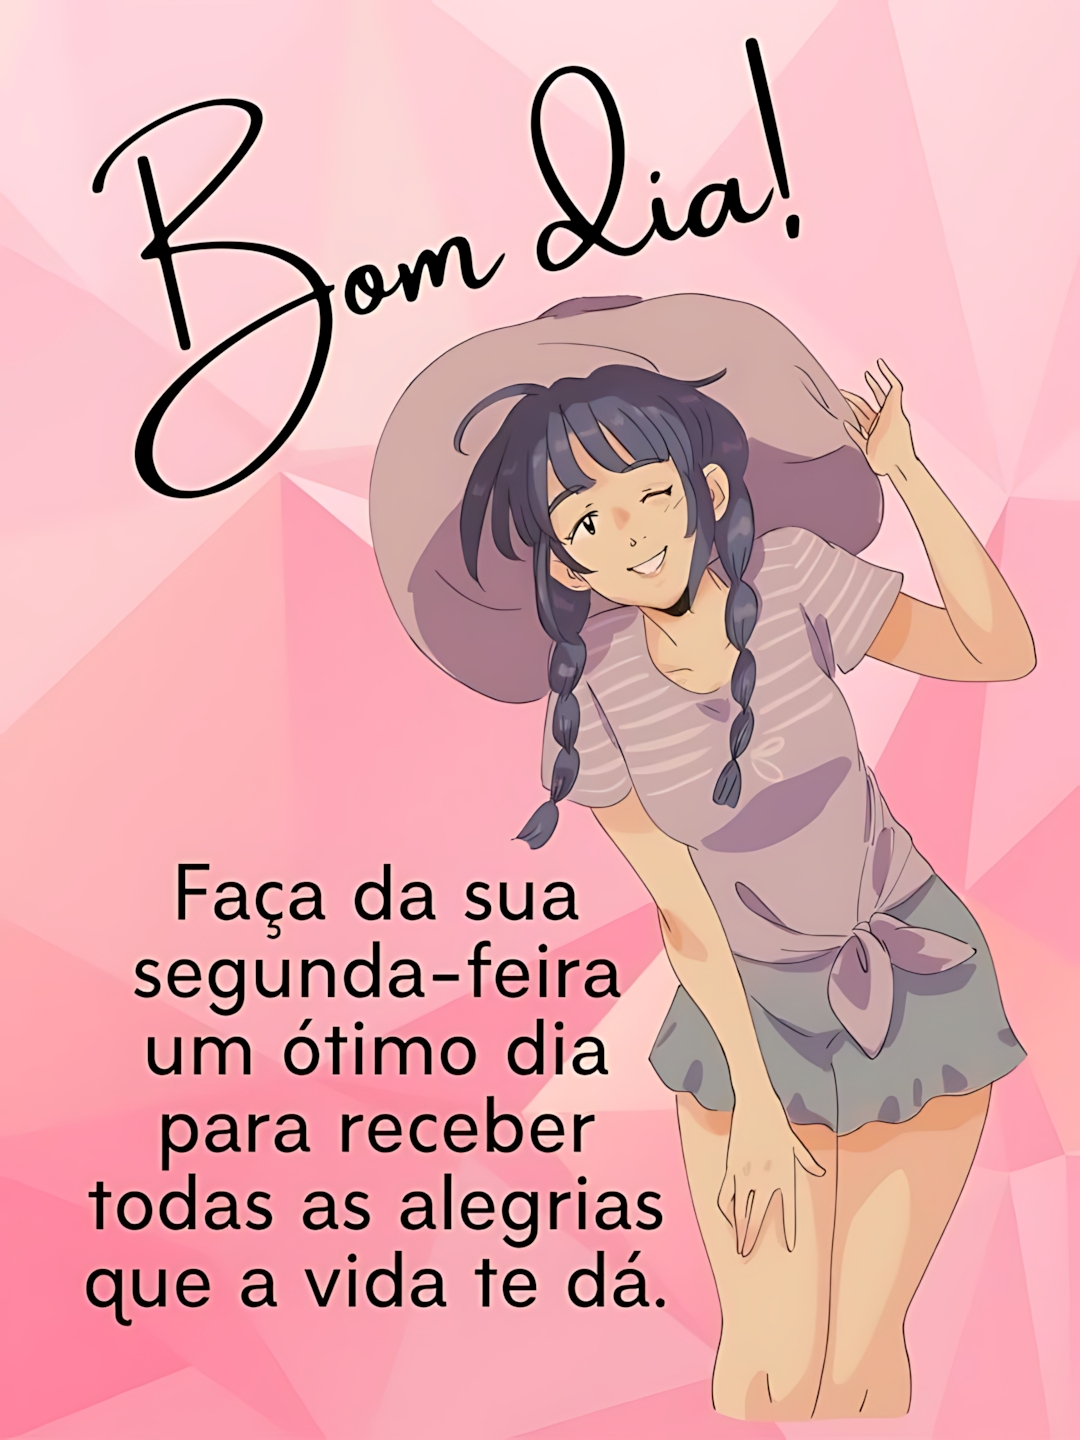 Bom dia!
Faça da sua
segunda-feira
um ótimo dia
para receber
todas as alegrias
que a vida te dá.